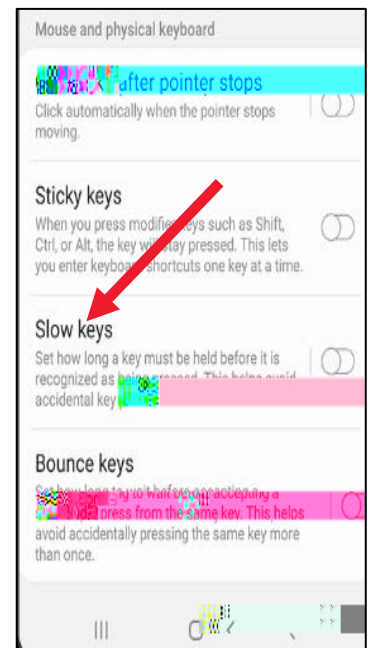 Mouse and physical keyboard
after pointer stops
Click automatically when the pointer stops
moving.
Sticky keys
When you press modifier keys such as Shift,
Ctrl, or Alt, the key will stay pressed. This lets
you enter keyboard shortcuts one key at a time.
Slow keys
Set how long a key must be held before it is
recognized as being pressed. This helps avoid
accidental key
Bounce keys
Set how long to wait before accepting a
press from the same key. This helps
avoid accidentally pressing the same key more
than once.